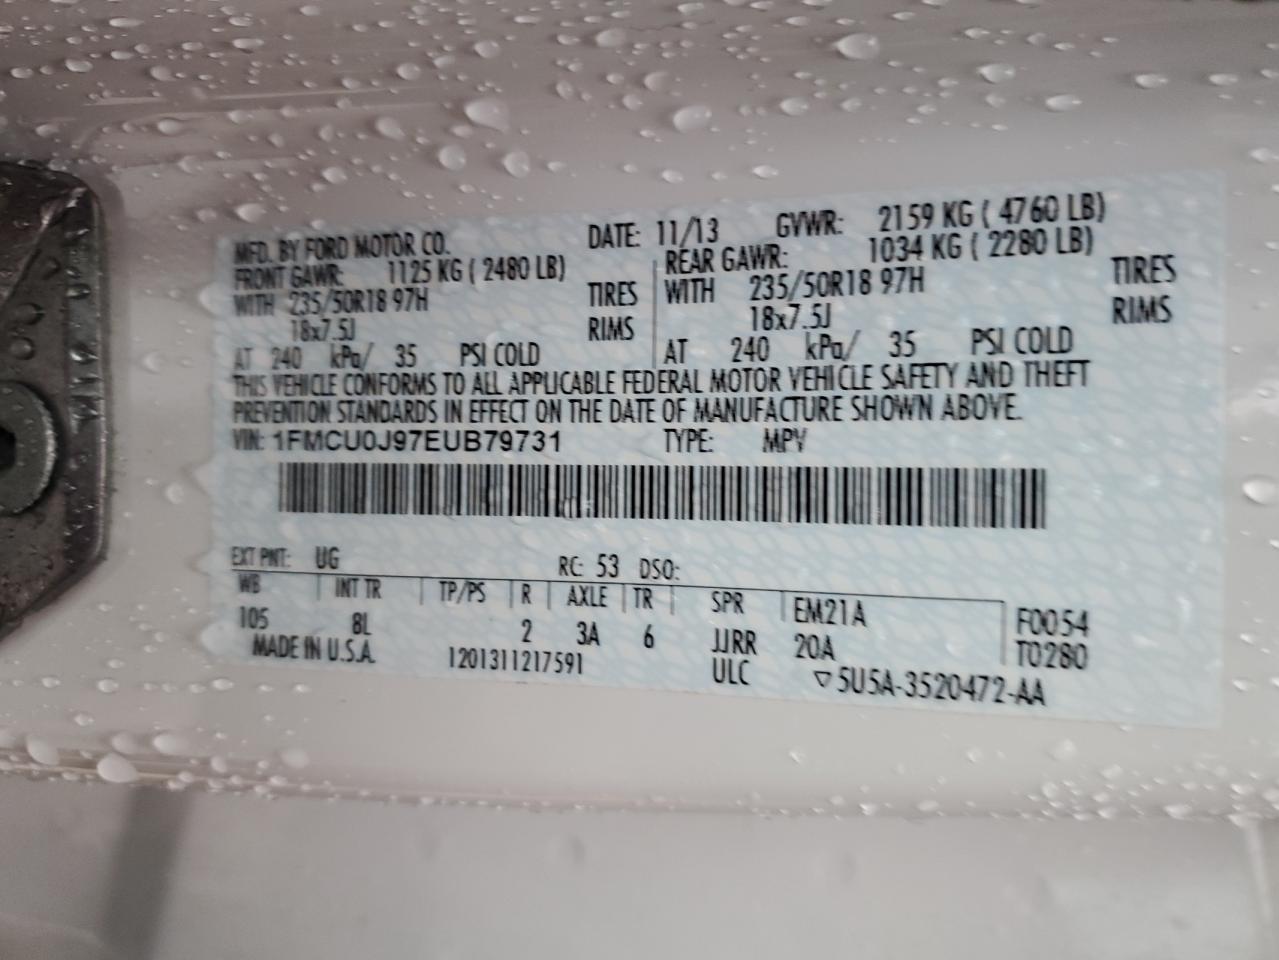 MFD. BY FORD MOTOR CO. DATE: 11/13 GVWR: 2159 KG ( 4760 LB)
FRONT GAWR: 1125 KG ( 2480 LB) REAR GAWR: 1034 KG ( 2280 LB)
WITH 235/50R18 97H TIRES WITH 235/50R18 97H TIRES
18x7.5J RIMS 18x7.5J RIMS
AT 240 kPa/ 35 PSI COLD AT 240 kPa/ 35 PSI COLD
THIS VEHICLE CONFORMS TO ALL APPLICABLE FEDERAL MOTOR VEHICLE SAFETY AND THEFT
PREVENTION STANDARDS IN EFFECT ON THE DATE OF MANUFACTURE SHOWN ABOVE.
VIN: 1FMCU0J97EUB79731 TYPE: MPV
EXT PNT: UG RC: 53 DSO:
WB INT TR TP/PS R AXLE TR SPR EM21A F0054
105 8L 2 3A 6 JJRR 20A T0280
MADE IN U.S.A. 1201311217591 ULC ▽5U5A-3520472-AA